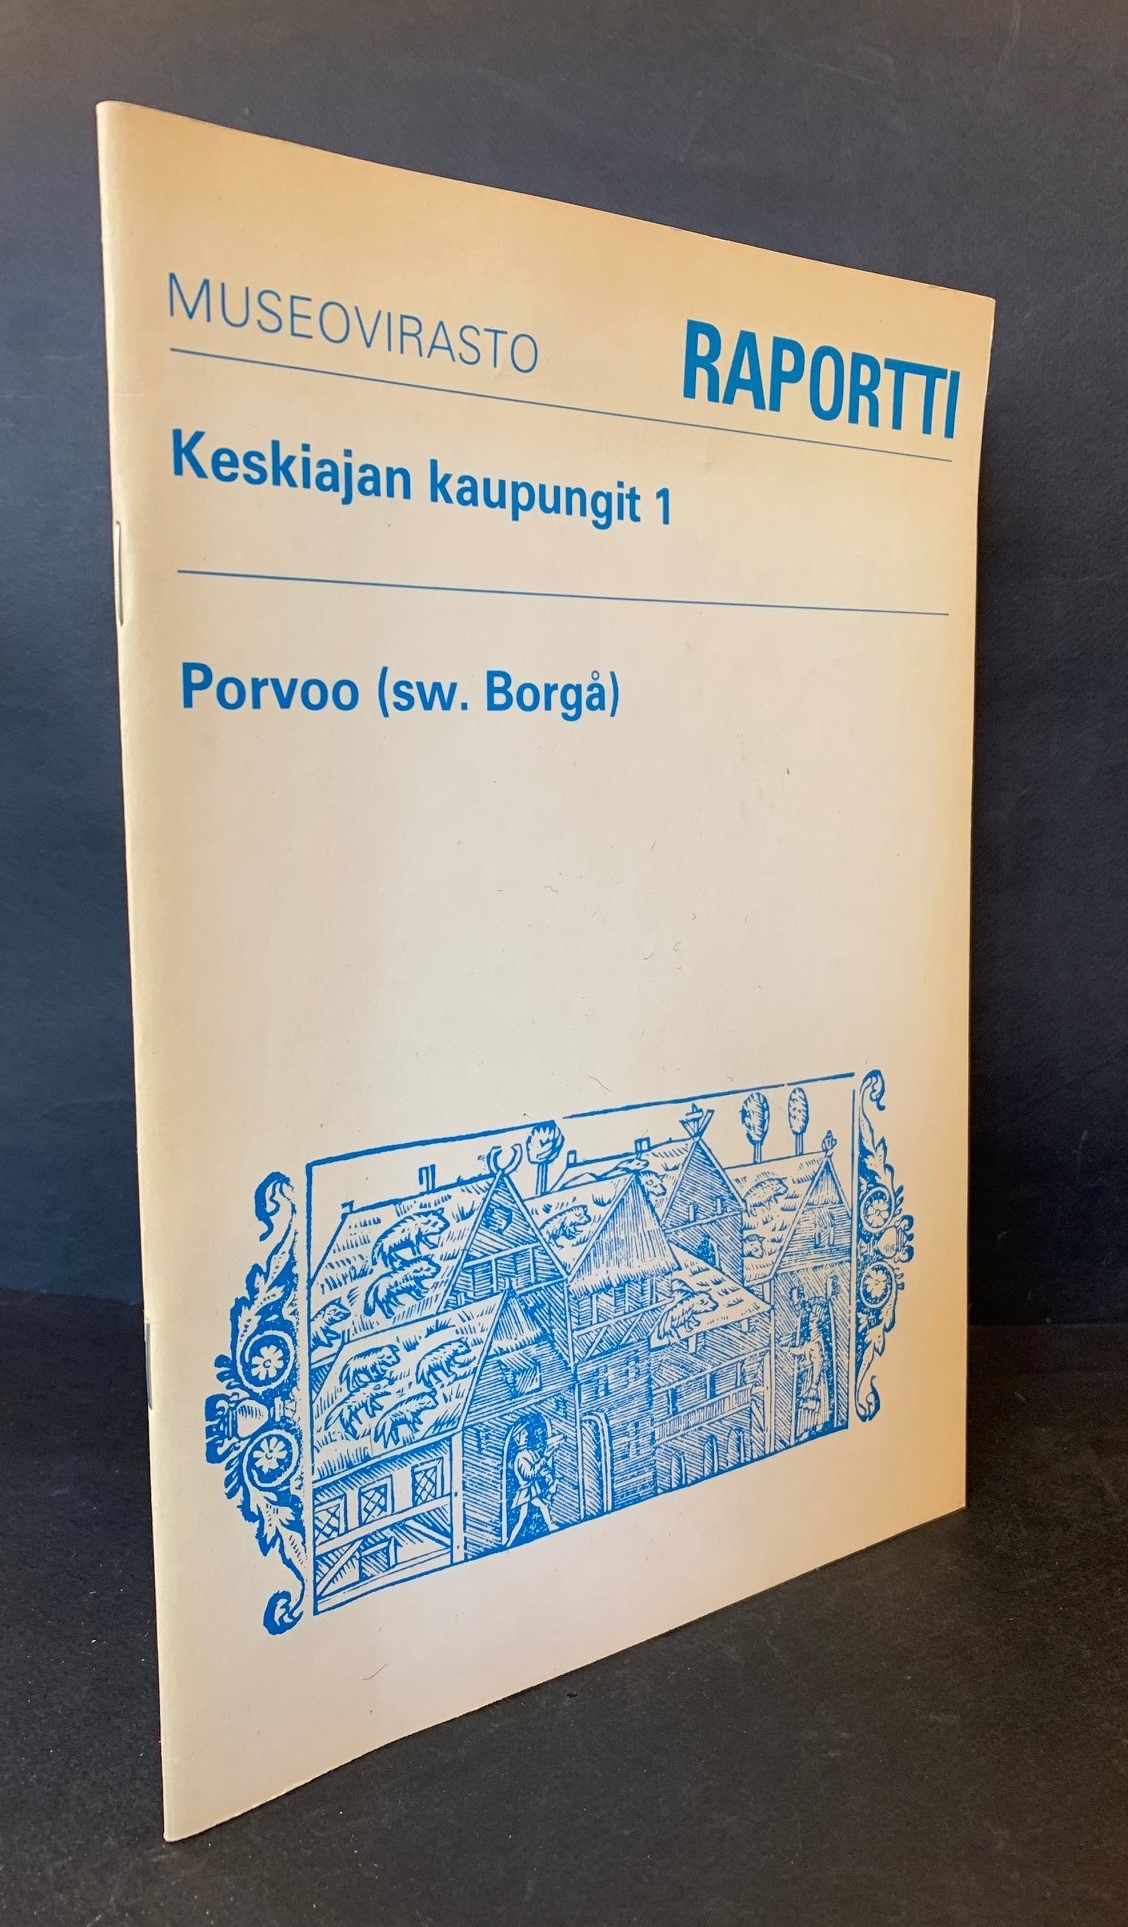 MUSEOVIRASTO
RAPORTTI
Keskiajan kaupungit 1
Porvoo (sw. Borgå)